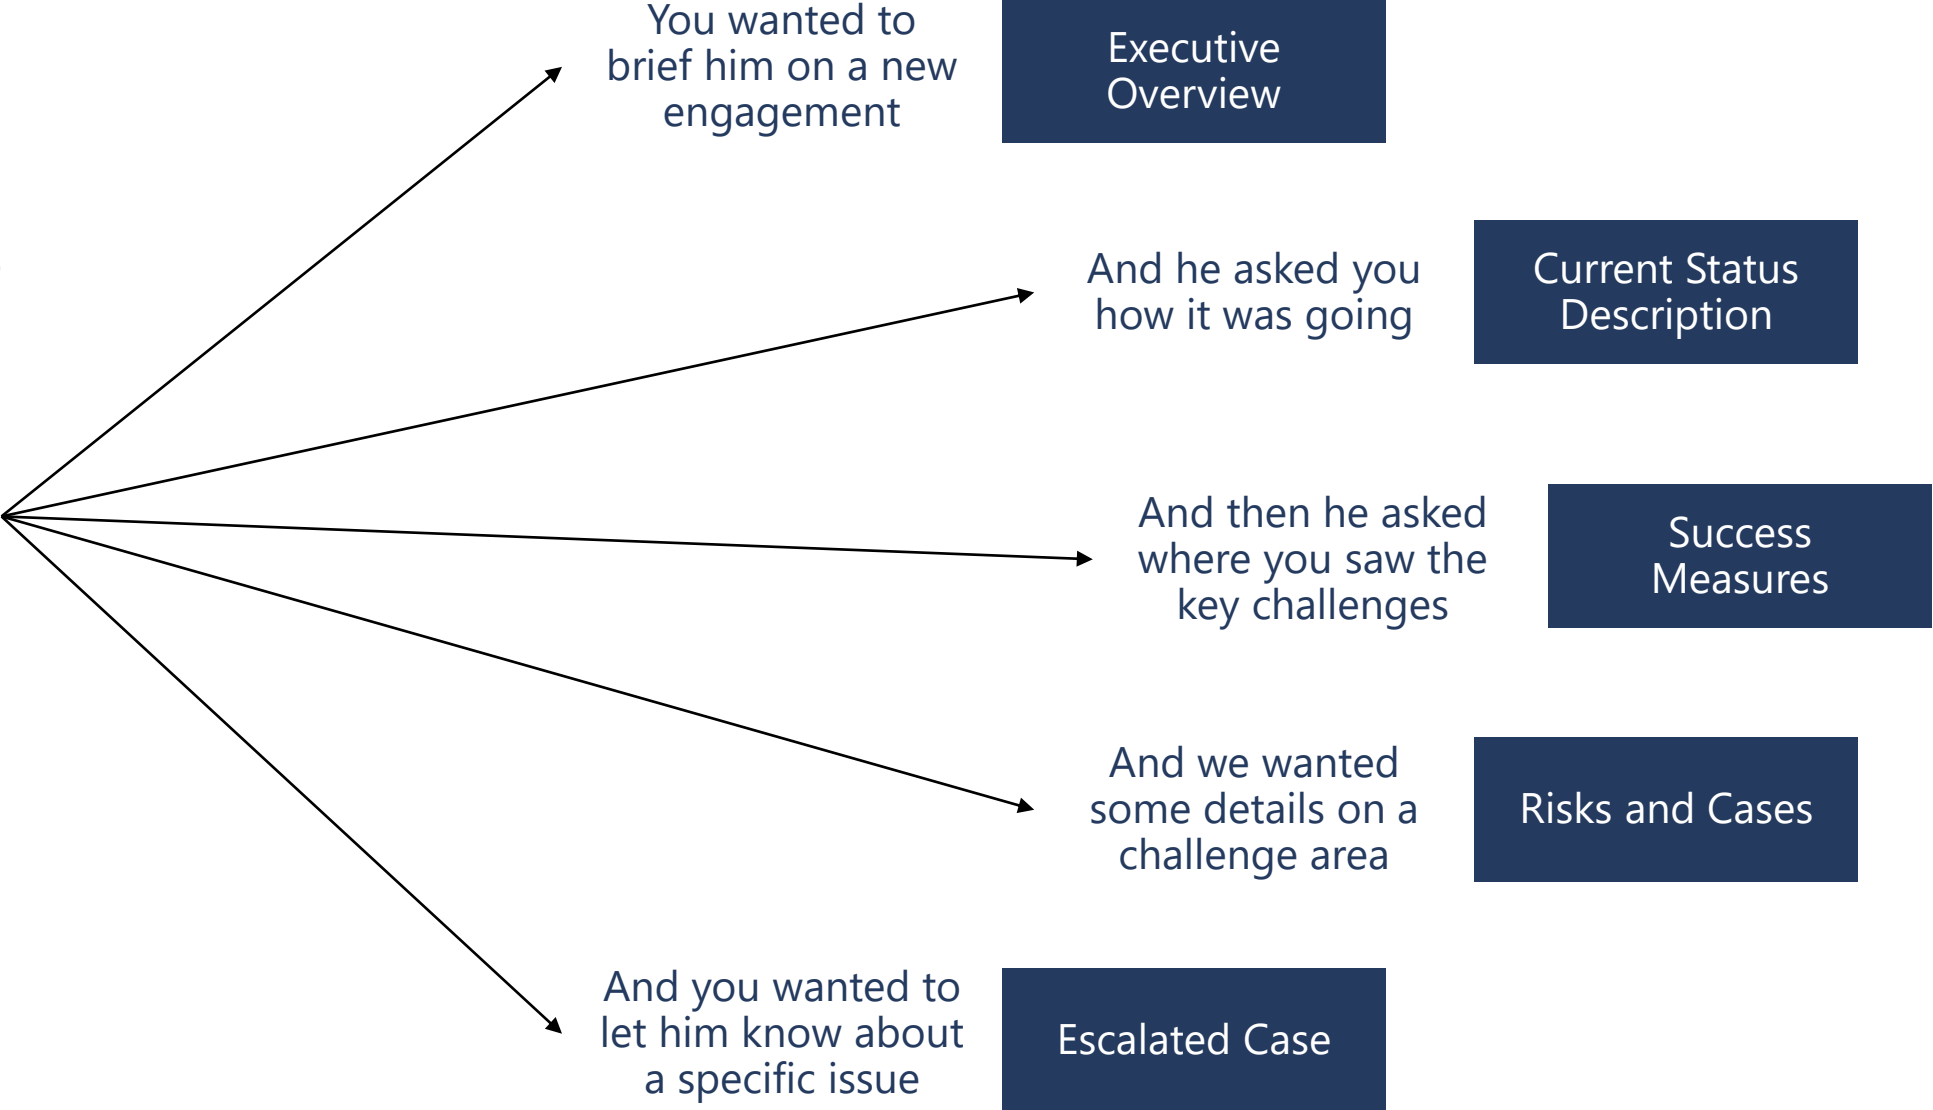 You wanted to
brief him on a new
engagement
Executive
Overview
And he asked you
how it was going
Current Status
Description
And then he asked
where you saw the
key challenges
Success
Measures
And we wanted
some details on a
challenge area
Risks and Cases
And you wanted to
let him know about
a specific issue
Escalated Case